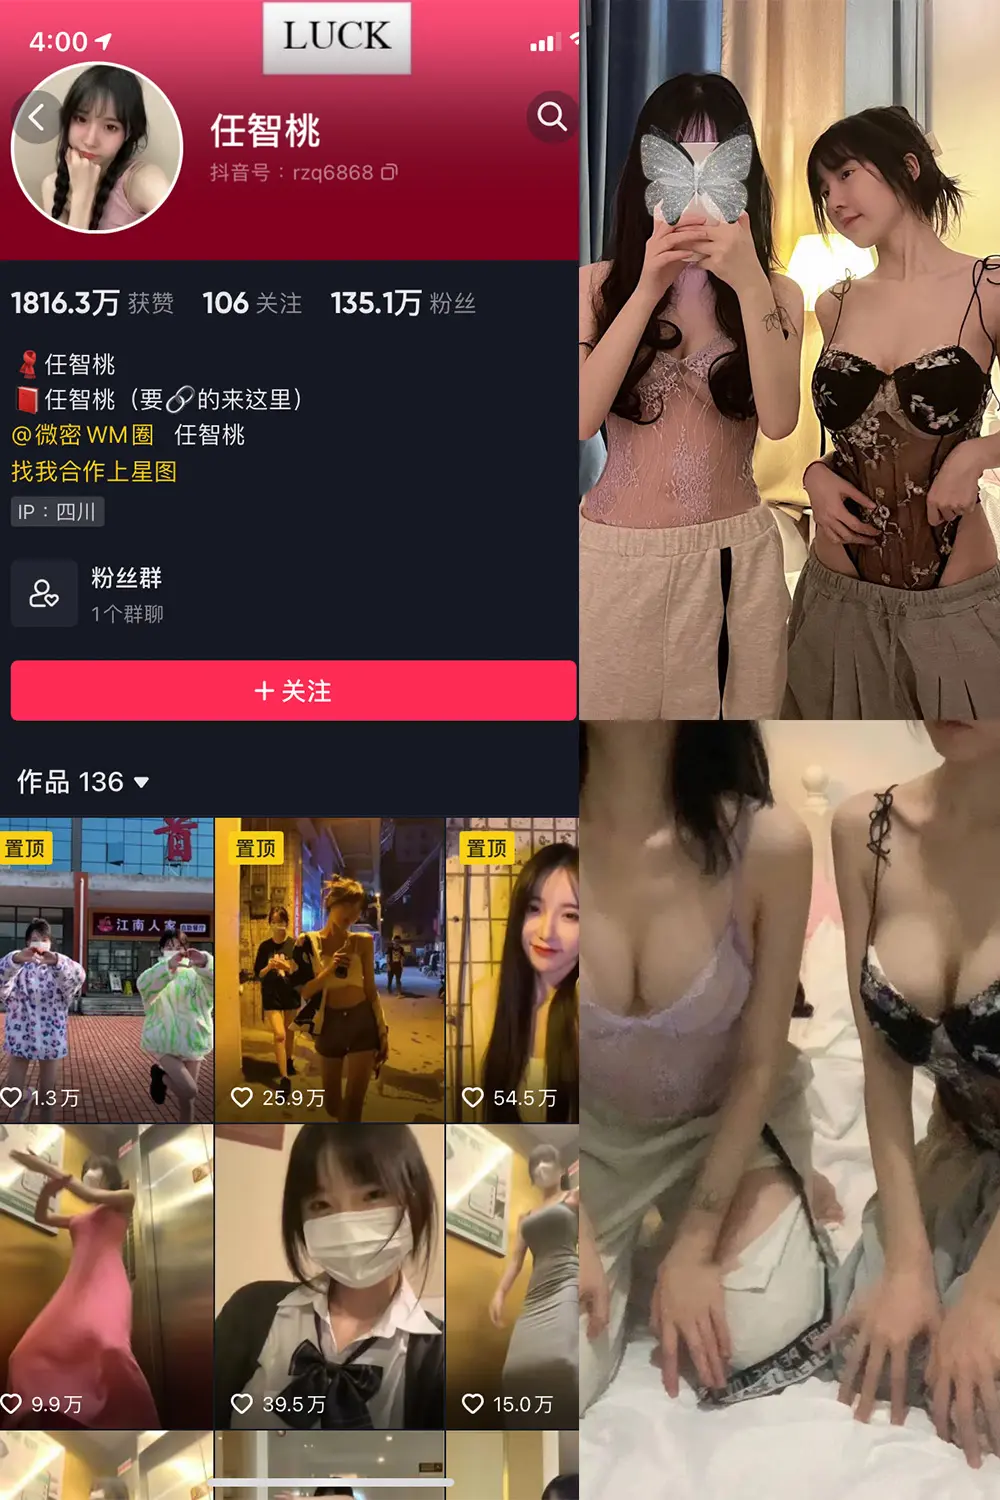 4:00
LUCK
任智桃
抖音号：rzq6868
1816.3万 获赞 106 关注 135.1万 粉丝
任智桃
任智桃（要🔗的来这里）
@微密WM圈 任智桃
找我合作上星图
IP：四川
粉丝群
1个群聊
+ 关注
作品 136
置顶
置顶
置顶
江南人家
1.3万
25.9万
54.5万
9.9万
39.5万
15.0万